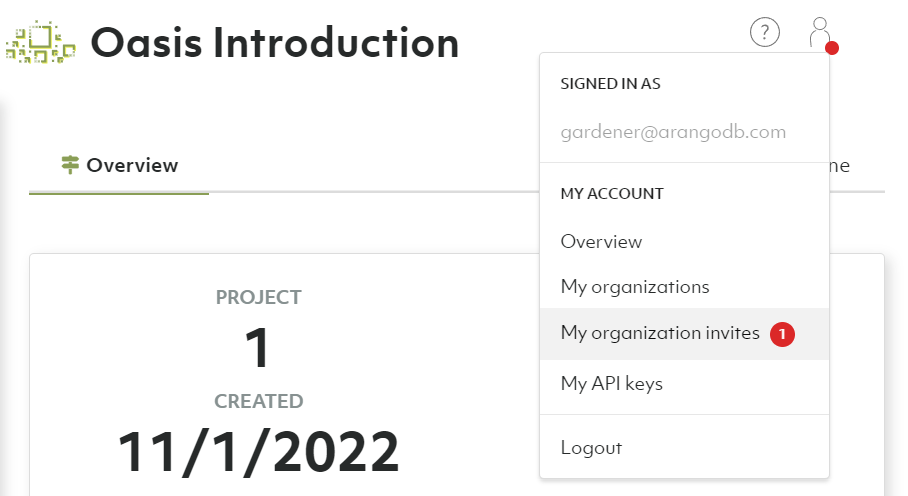 Oasis Introduction
?
SIGNED IN AS
gardener@arangodb.com
Overview
MY ACCOUNT
Overview
My organizations
My organization invites 1
My API keys
Logout
PROJECT
1
CREATED
11/1/2022